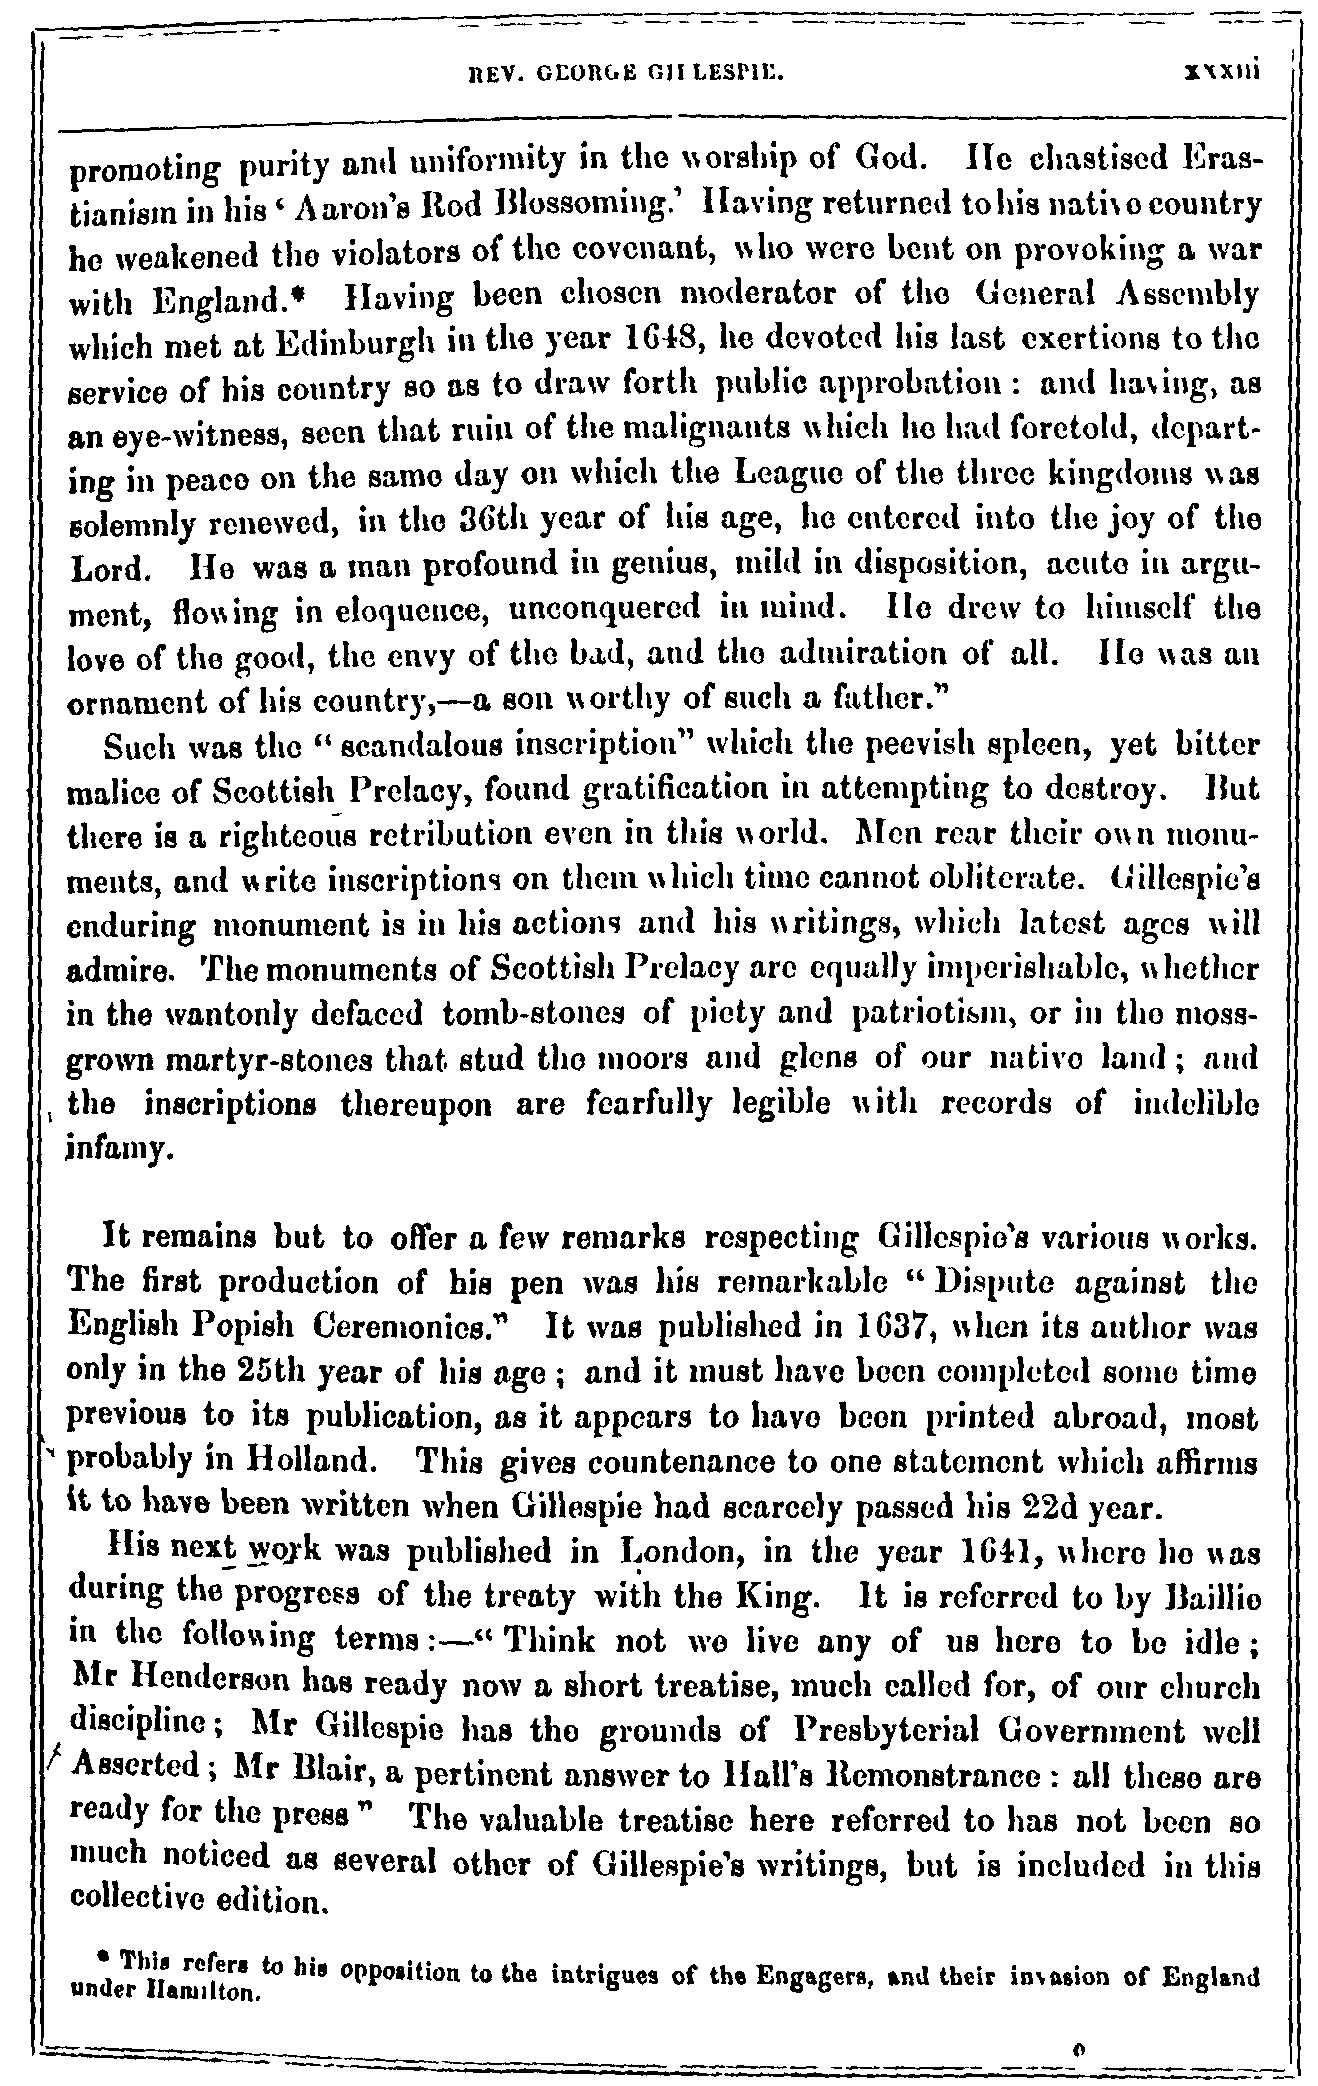 REV. GEORGE GILLESPIE. xxxiii
promoting purity and uniformity in the worship of God. He chastised Eras-
tianism in his ‘ Aaron’s Rod Blossoming.’ Having returned to his native country
he weakened the violators of the covenant, who were bent on provoking a war
with England.* Having been chosen moderator of the General Assembly
which met at Edinburgh in the year 1648, he devoted his last exertions to the
service of his country so as to draw forth public approbation : and having, as
an eye-witness, seen that ruin of the malignants which he had foretold, depart-
ing in peace on the same day on which the League of the three kingdoms was
solemnly renewed, in the 36th year of his age, he entered into the joy of the
Lord. He was a man profound in genius, mild in disposition, acute in argu-
ment, flowing in eloquence, unconquered in mind. He drew to himself the
love of the good, the envy of the bad, and the admiration of all. He was an
ornament of his country,—a son worthy of such a father.”
Such was the “ scandalous inscription” which the peevish spleen, yet bitter
malice of Scottish Prelacy, found gratification in attempting to destroy. But
there is a righteous retribution even in this world. Men rear their own monu-
ments, and write inscriptions on them which time cannot obliterate. Gillespie’s
enduring monument is in his actions and his writings, which latest ages will
admire. The monuments of Scottish Prelacy are equally imperishable, whether
in the wantonly defaced tomb-stones of piety and patriotism, or in the moss-
grown martyr-stones that stud the moors and glens of our native land ; and
the inscriptions thereupon are fearfully legible with records of indelible
infamy.
It remains but to offer a few remarks respecting Gillespie’s various works.
The first production of his pen was his remarkable “ Dispute against the
English Popish Ceremonies.” It was published in 1637, when its author was
only in the 25th year of his age ; and it must have been completed some time
previous to its publication, as it appears to have been printed abroad, most
probably in Holland. This gives countenance to one statement which affirms
it to have been written when Gillespie had scarcely passed his 22d year.
His next work was published in London, in the year 1641, where he was
during the progress of the treaty with the King. It is referred to by Baillie
in the following terms :—“ Think not we live any of us here to be idle ;
Mr Henderson has ready now a short treatise, much called for, of our church
discipline ; Mr Gillespie has the grounds of Presbyterial Government well
Asserted ; Mr Blair, a pertinent answer to Hall’s Remonstrance : all these are
ready for the press ” The valuable treatise here referred to has not been so
much noticed as several other of Gillespie’s writings, but is included in this
collective edition.
* This refers to his opposition to the intrigues of the Engagers, and their invasion of England
under Hamilton.